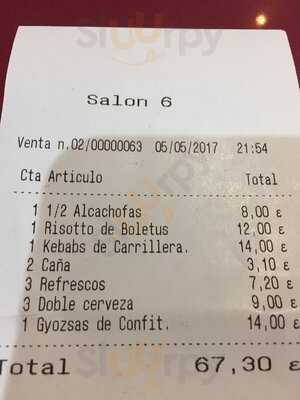 Sluurpy
Salon 6
Venta n.02/00000063 05/05/2017 21:54
Cta Articulo Total
1 1/2 Alcachofas 8,00 €
1 Risotto de Boletus 12,00 €
1 Kebabs de Carrillera. 14,00 €
2 Caña 3,10 €
3 Refrescos 7,20 €
3 Doble cerveza 9,00 €
1 Gyozsas de Confit. 14,00 €
Total 67,30 €